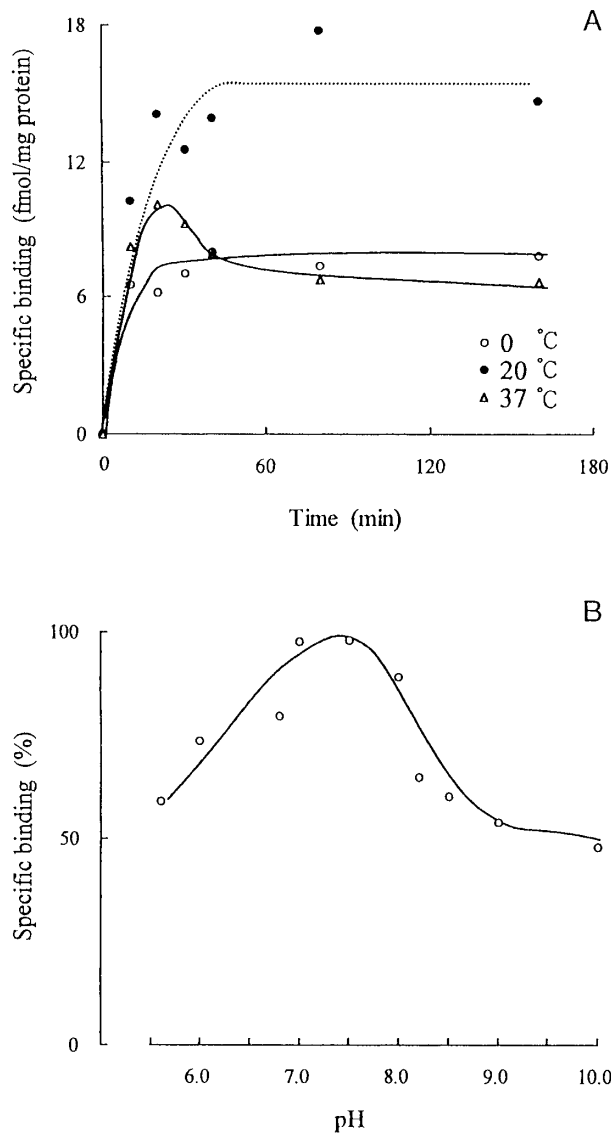 A
18
12
6
0
Specific binding (fmol/mg protein)
0 °C
20 °C
37 °C
0 60 120 180
Time (min)
B
100
50
0
Specific binding (%)
6.0 7.0 8.0 9.0 10.0
pH